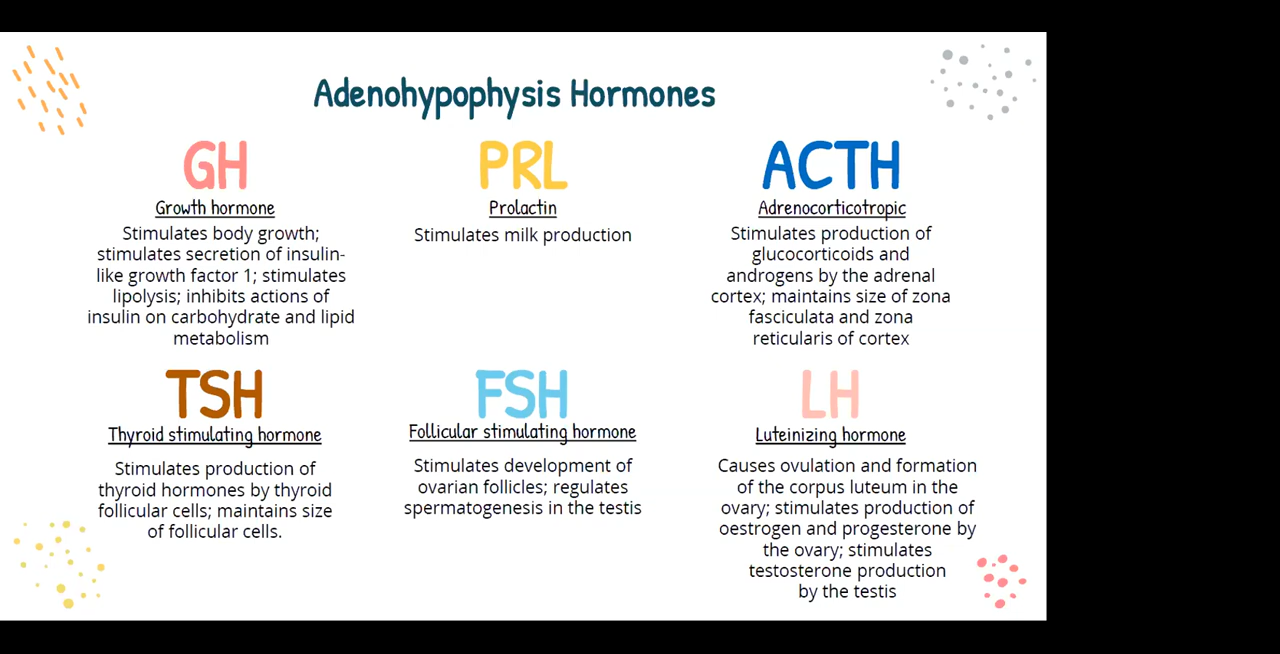 Adenohypophysis Hormones
GH
Growth hormone
Stimulates body growth;
stimulates secretion of insulin-
like growth factor 1; stimulates
lipolysis; inhibits actions of
insulin on carbohydrate and lipid
metabolism
PRL
Prolactin
Stimulates milk production
ACTH
Adrenocorticotropic
Stimulates production of
glucocorticoids and
androgens by the adrenal
cortex; maintains size of zona
fasciculata and zona
reticularis of cortex
TSH
Thyroid stimulating hormone
Stimulates production of
thyroid hormones by thyroid
follicular cells; maintains size
of follicular cells.
FSH
Follicular stimulating hormone
Stimulates development of
ovarian follicles; regulates
spermatogenesis in the testis
LH
Luteinizing hormone
Causes ovulation and formation
of the corpus luteum in the
ovary; stimulates production of
oestrogen and progesterone by
the ovary; stimulates
testosterone production
by the testis